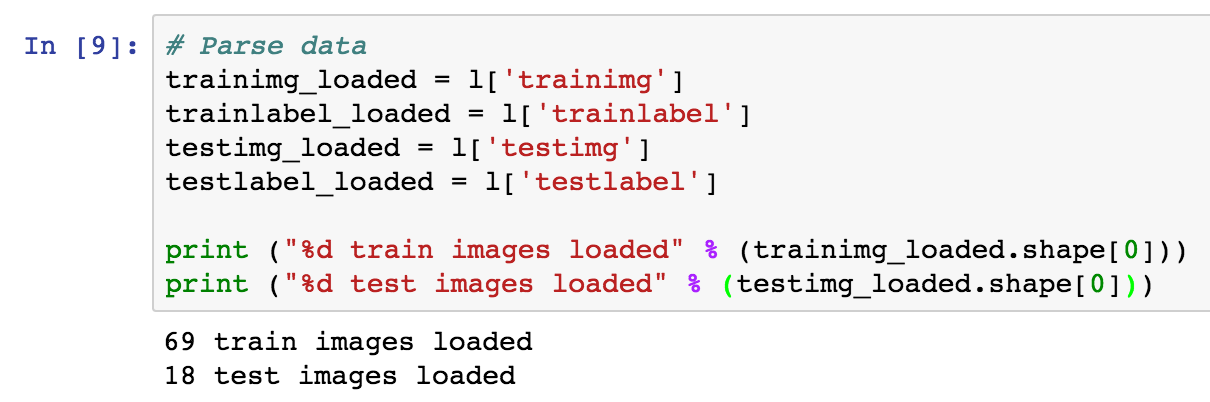 In [9]:
# Parse data
trainimg_loaded = l['trainimg']
trainlabel_loaded = l['trainlabel']
testimg_loaded = l['testimg']
testlabel_loaded = l['testlabel']
print ("%d train images loaded" % (trainimg_loaded.shape[0]))
print ("%d test images loaded" % (testimg_loaded.shape[0]))
69 train images loaded
18 test images loaded